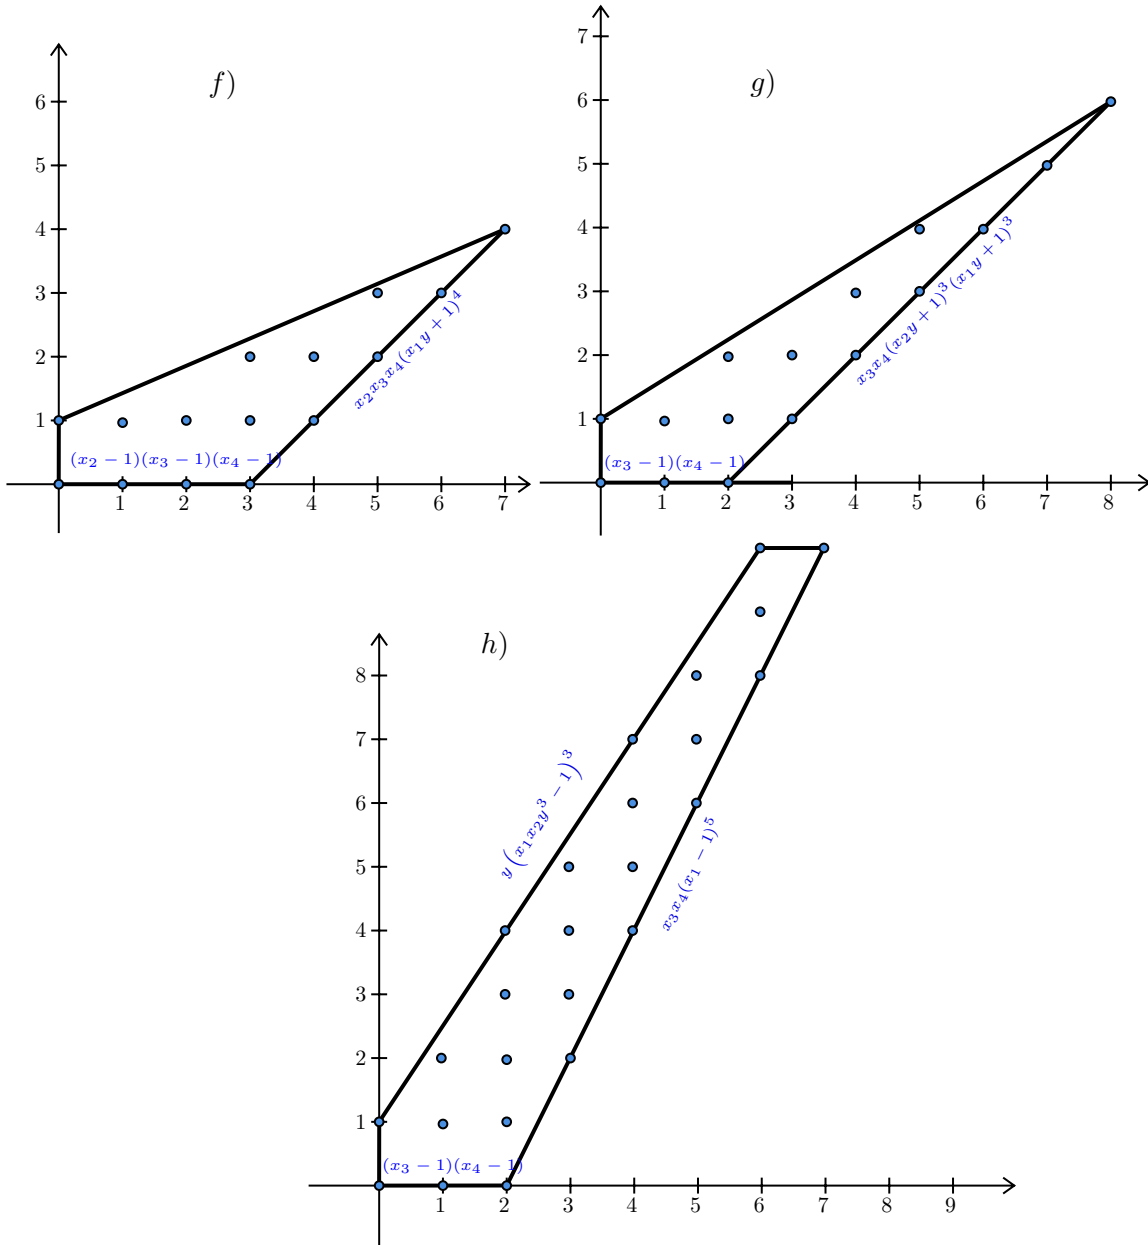 f)
6
5
4
3
2
1
x₂x₃x₄(x₁y + 1)⁴
(x₂ − 1)(x₃ − 1)(x₄ − 1)
1 2 3 4 5 6 7
g)
7
6
5
4
3
2
1
x₃x₄(x₂y + 1)³(x₁y + 1)³
(x₃ − 1)(x₄ − 1)
1 2 3 4 5 6 7 8
h)
8
7
6
5
4
3
2
1
y(x₁x₂y³ − 1)³
x₃x₄(x₁ − 1)⁵
(x₃ − 1)(x₄ − 1)
1 2 3 4 5 6 7 8 9